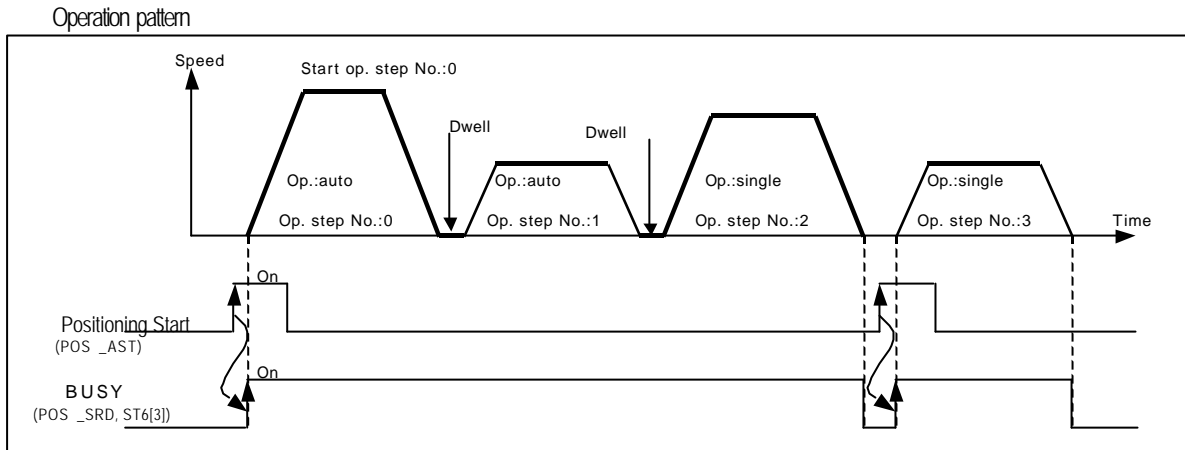 Operation pattern
Speed
Start op. step No.:0
Dwell
Dwell
Op.:auto
Op.:auto
Op.:single
Op.:single
Op. step No.:0
Op. step No.:1
Op. step No.:2
Op. step No.:3
Time
On
Positioning Start
(POS _AST)
On
BUSY
(POS _SRD, ST6[3])